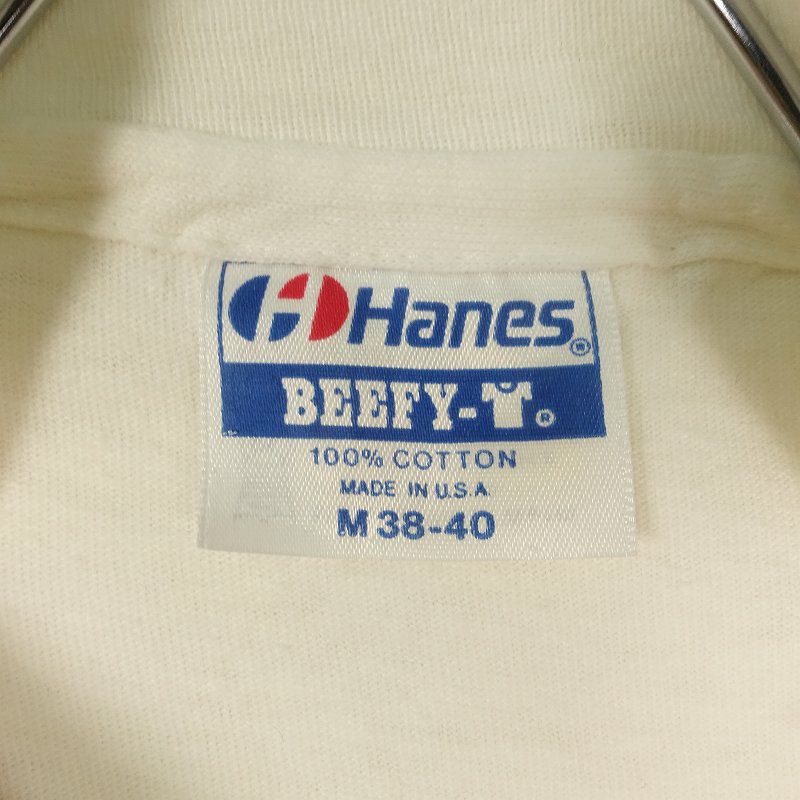 Hanes®
BEEFY-T®
100% COTTON
MADE IN U.S.A
M 38-40